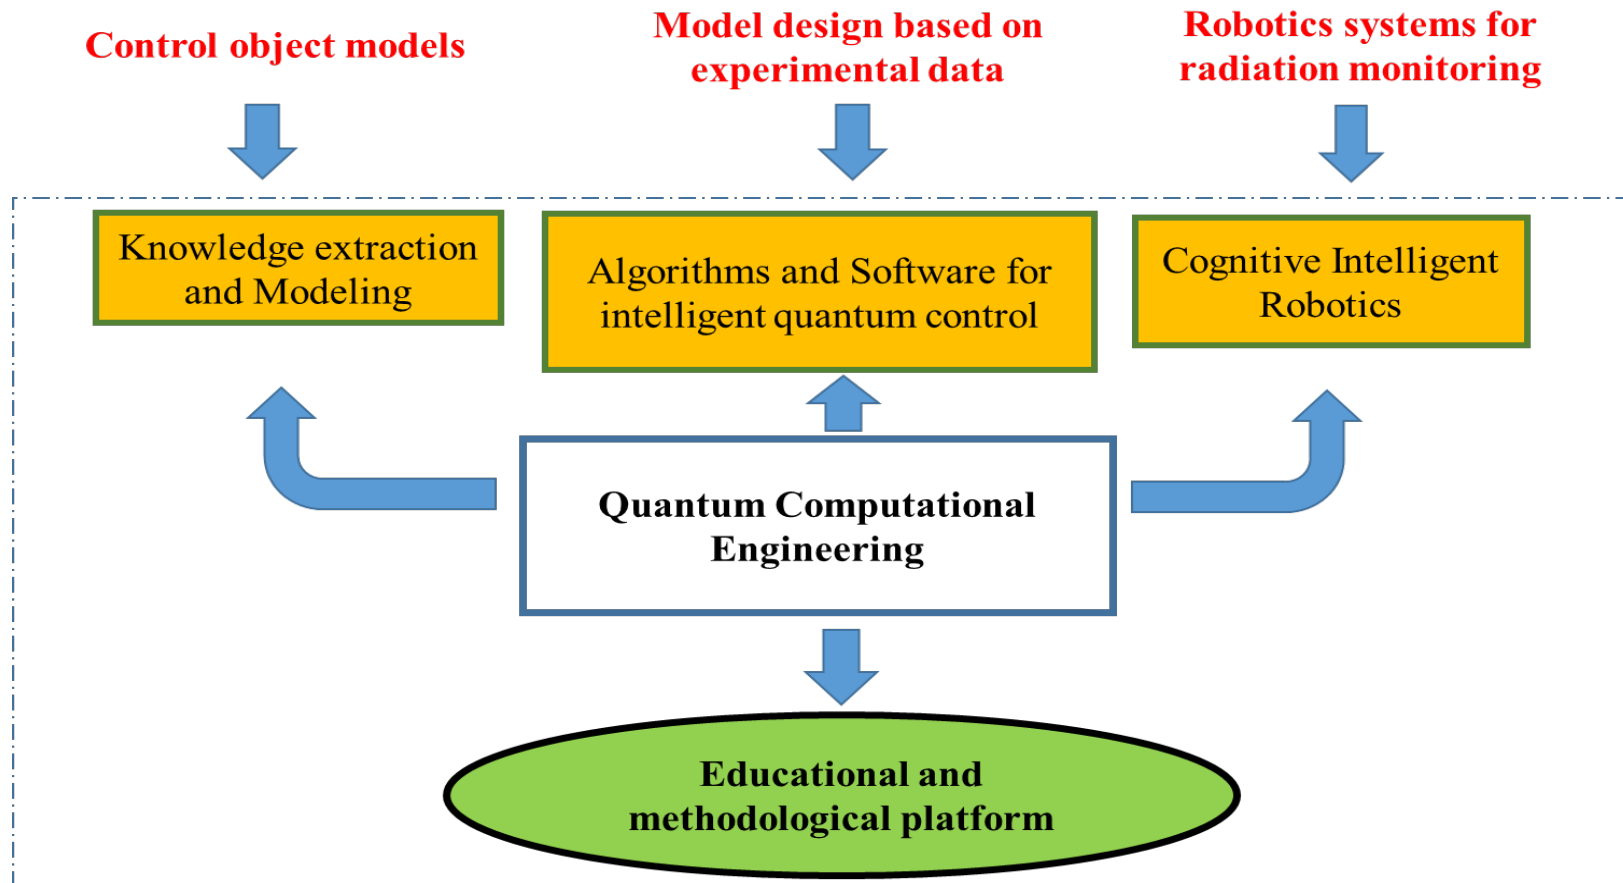 Control object models
Model design based on
experimental data
Robotics systems for
radiation monitoring
Knowledge extraction
and Modeling
Algorithms and Software for
intelligent quantum control
Cognitive Intelligent
Robotics
Quantum Computational
Engineering
Educational and
methodological platform